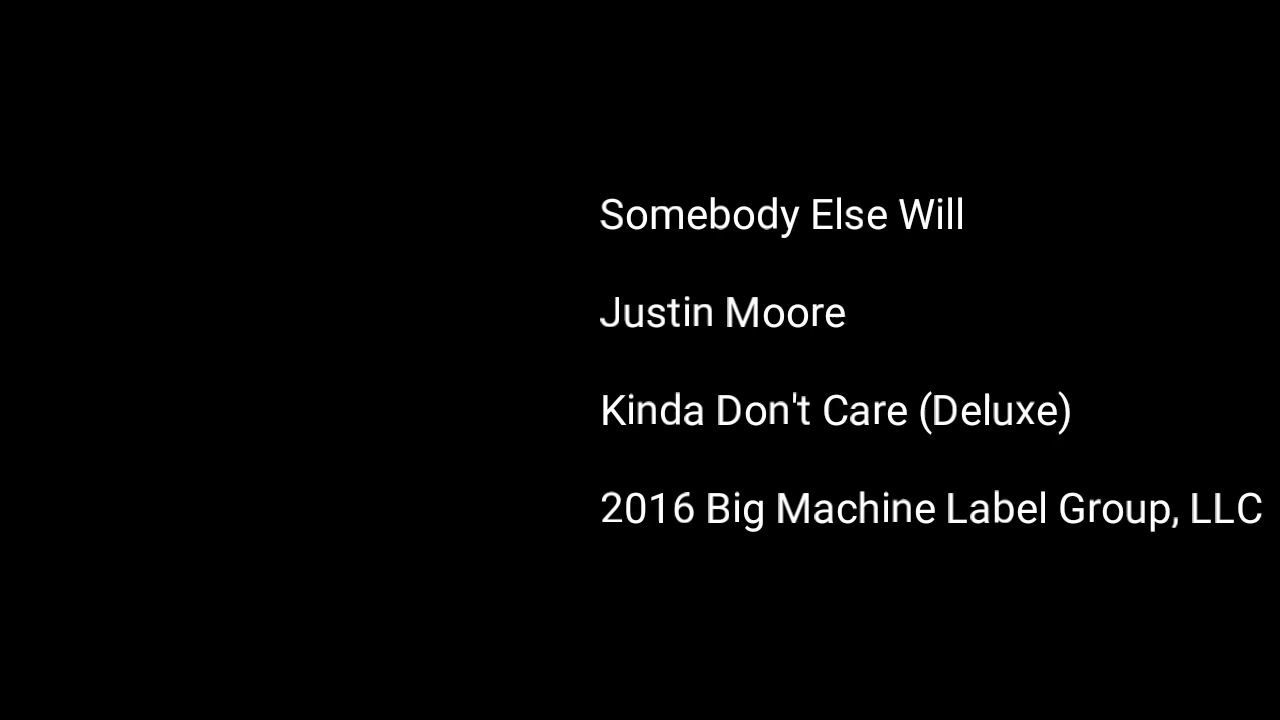 Somebody Else Will
Justin Moore
Kinda Don't Care (Deluxe)
2016 Big Machine Label Group, LLC